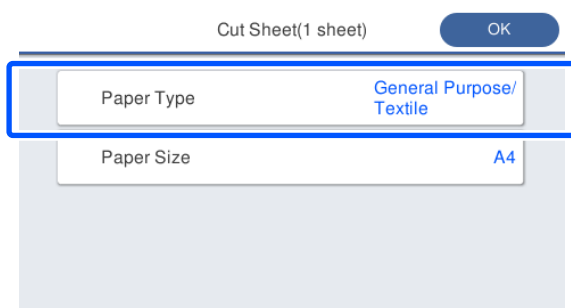 Cut Sheet(1 sheet)
OK
Paper Type
General Purpose/
Textile
Paper Size
A4